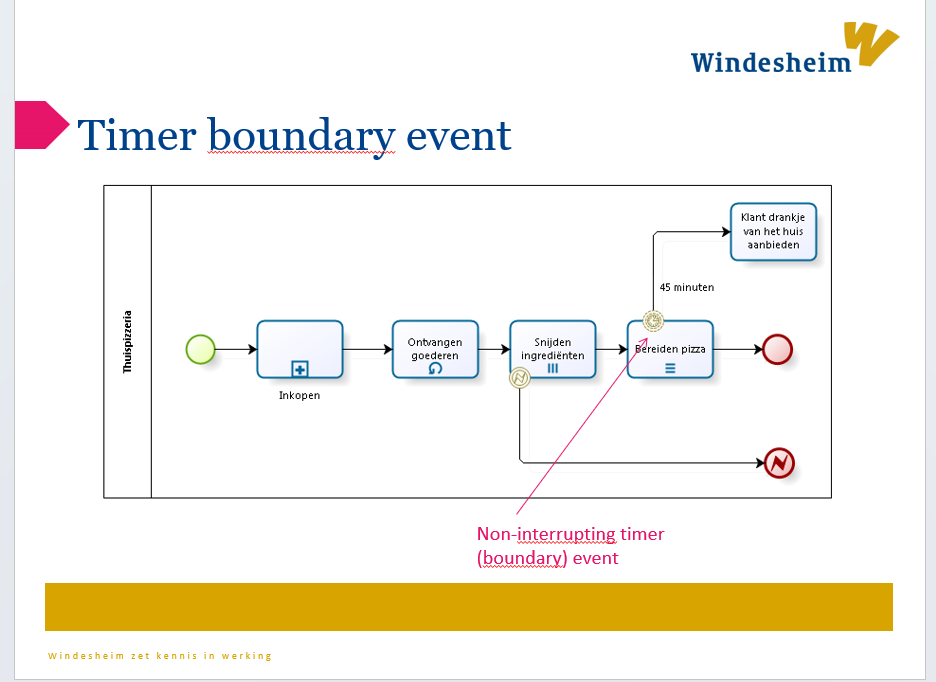 Windesheim
Timer boundary event
Thuispizzeria
Klant drankje
van het huis
aanbieden
45 minuten
Ontvangen
goederen
Snijden
ingrediënten
Bereiden pizza
Inkopen
Non-interrupting timer
(boundary) event
Windesheim zet kennis in werking